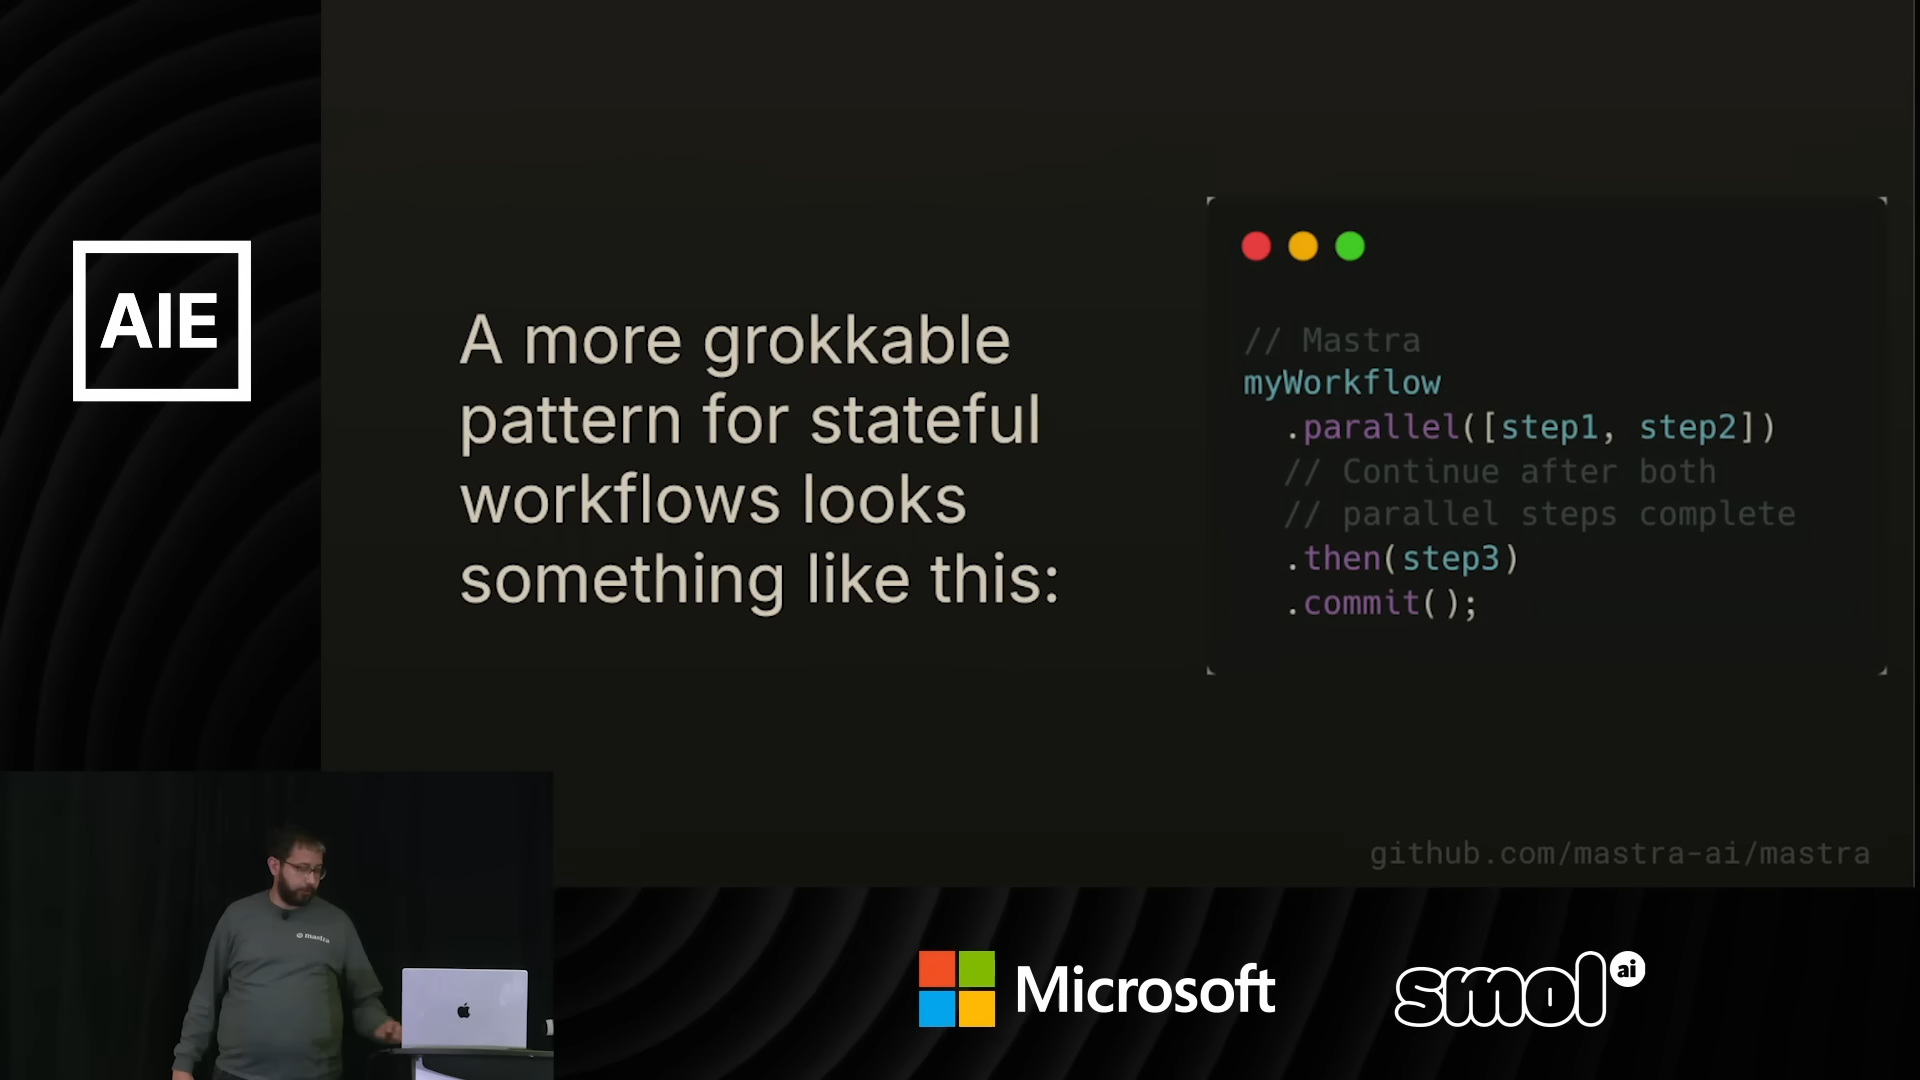 AIE
A more grokkable
pattern for stateful
workflows looks
something like this:
// Mastra
myWorkflow
.parallel([step1, step2])
// Continue after both
// parallel steps complete
.then(step3)
.commit();
github.com/mastra-ai/mastra
mastra
Microsoft
smol ai